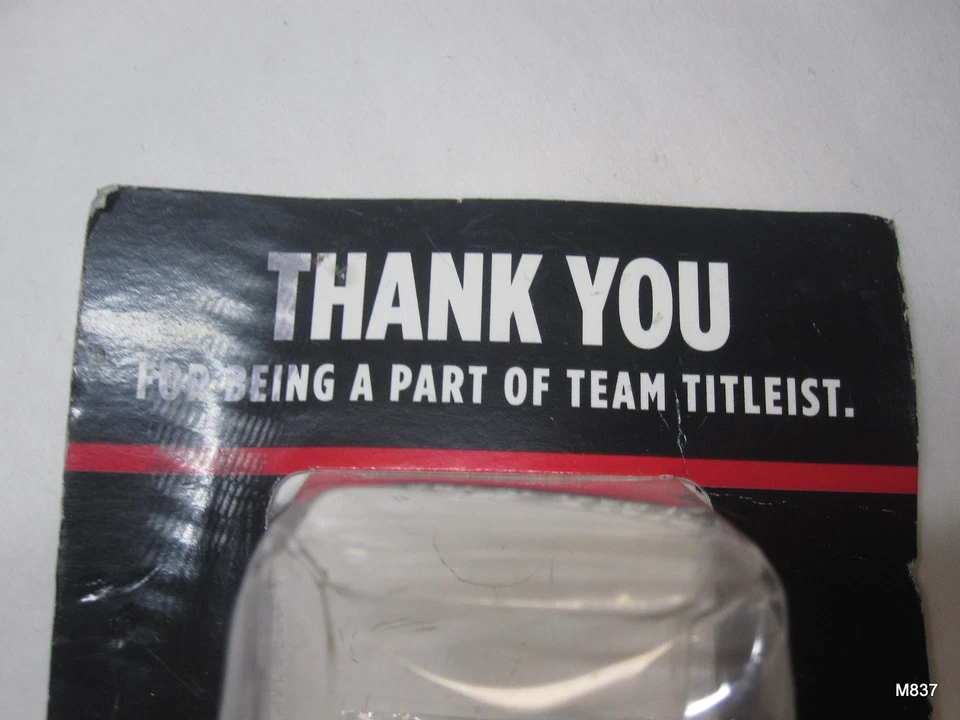 THANK YOU
FOR BEING A PART OF TEAM TITLEIST.
M837